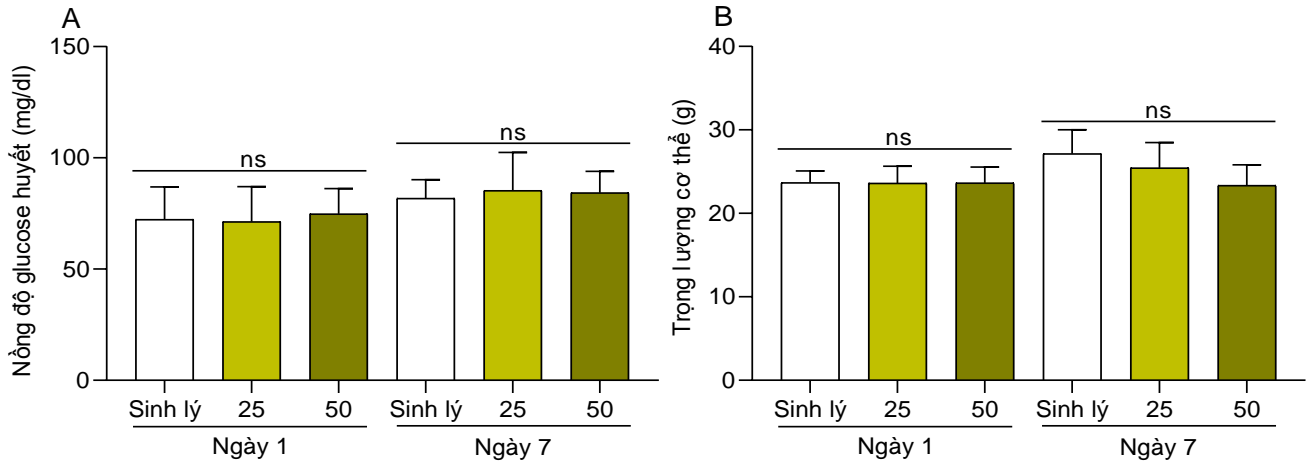 A
Nồng độ glucose huyết (mg/dl)
150
100
50
0
ns
ns
Sinh lý 25 50 Sinh lý 25 50
Ngày 1 Ngày 7
B
Trọng lượng cơ thể (g)
40
30
20
10
0
ns
ns
Sinh lý 25 50 Sinh lý 25 50
Ngày 1 Ngày 7